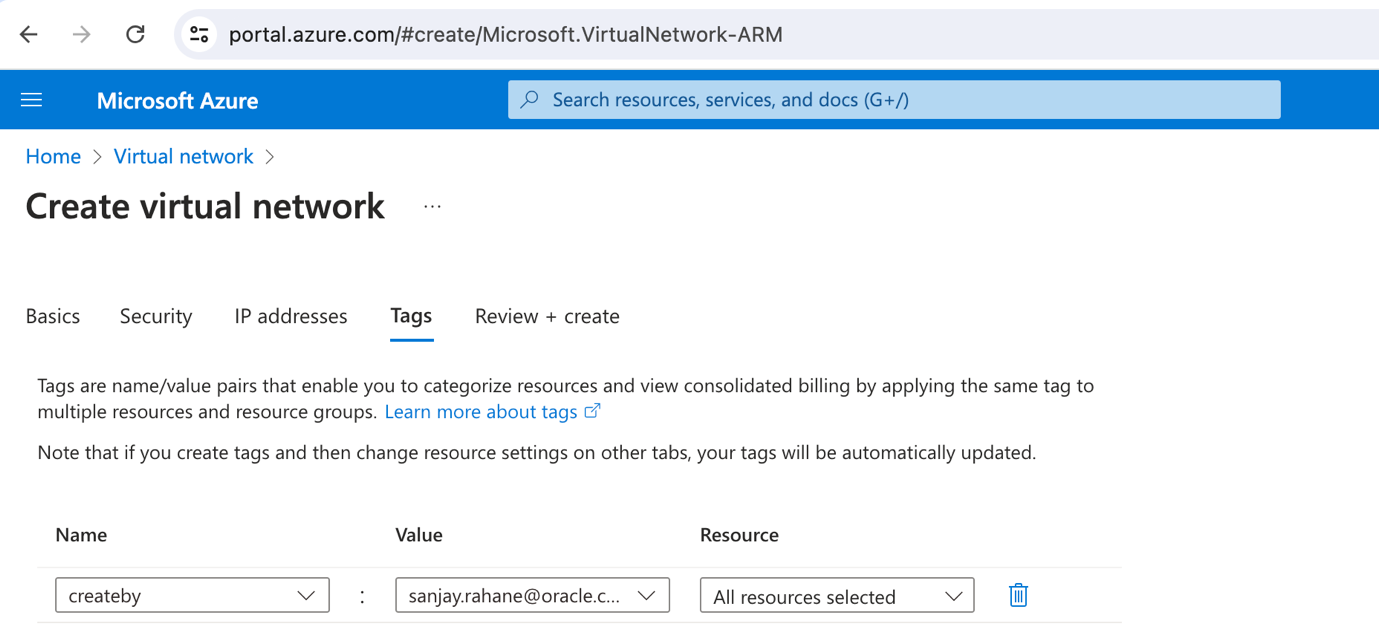 portal.azure.com/#create/Microsoft.VirtualNetwork-ARM
Microsoft Azure
Search resources, services, and docs (G+/)
Home > Virtual network >
Create virtual network ...
Basics Security IP addresses Tags Review + create
Tags are name/value pairs that enable you to categorize resources and view consolidated billing by applying the same tag to
multiple resources and resource groups. Learn more about tags
Note that if you create tags and then change resource settings on other tabs, your tags will be automatically updated.
Name Value Resource
createby : sanjay.rahane@oracle.c... All resources selected